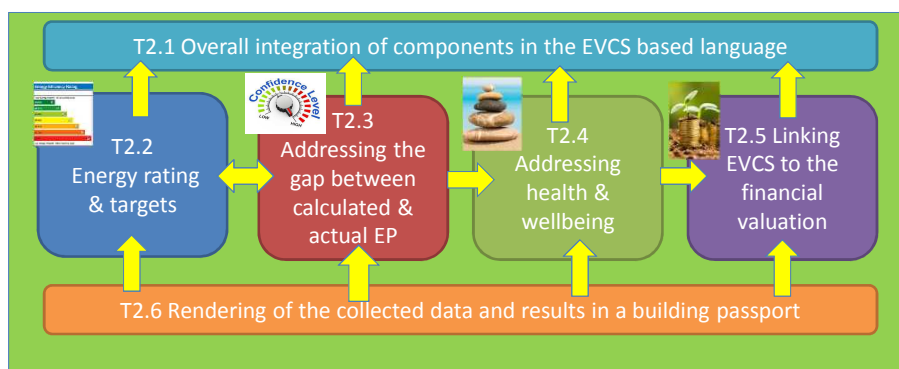 T2.1 Overall integration of components in the EVCS based language
Confidence Level
LOW
HIGH
T2.2
Energy rating
& targets
T2.3
Addressing the
gap between
calculated &
actual EP
T2.4
Addressing
health &
wellbeing
T2.5 Linking
EVCS to the
financial
valuation
T2.6 Rendering of the collected data and results in a building passport